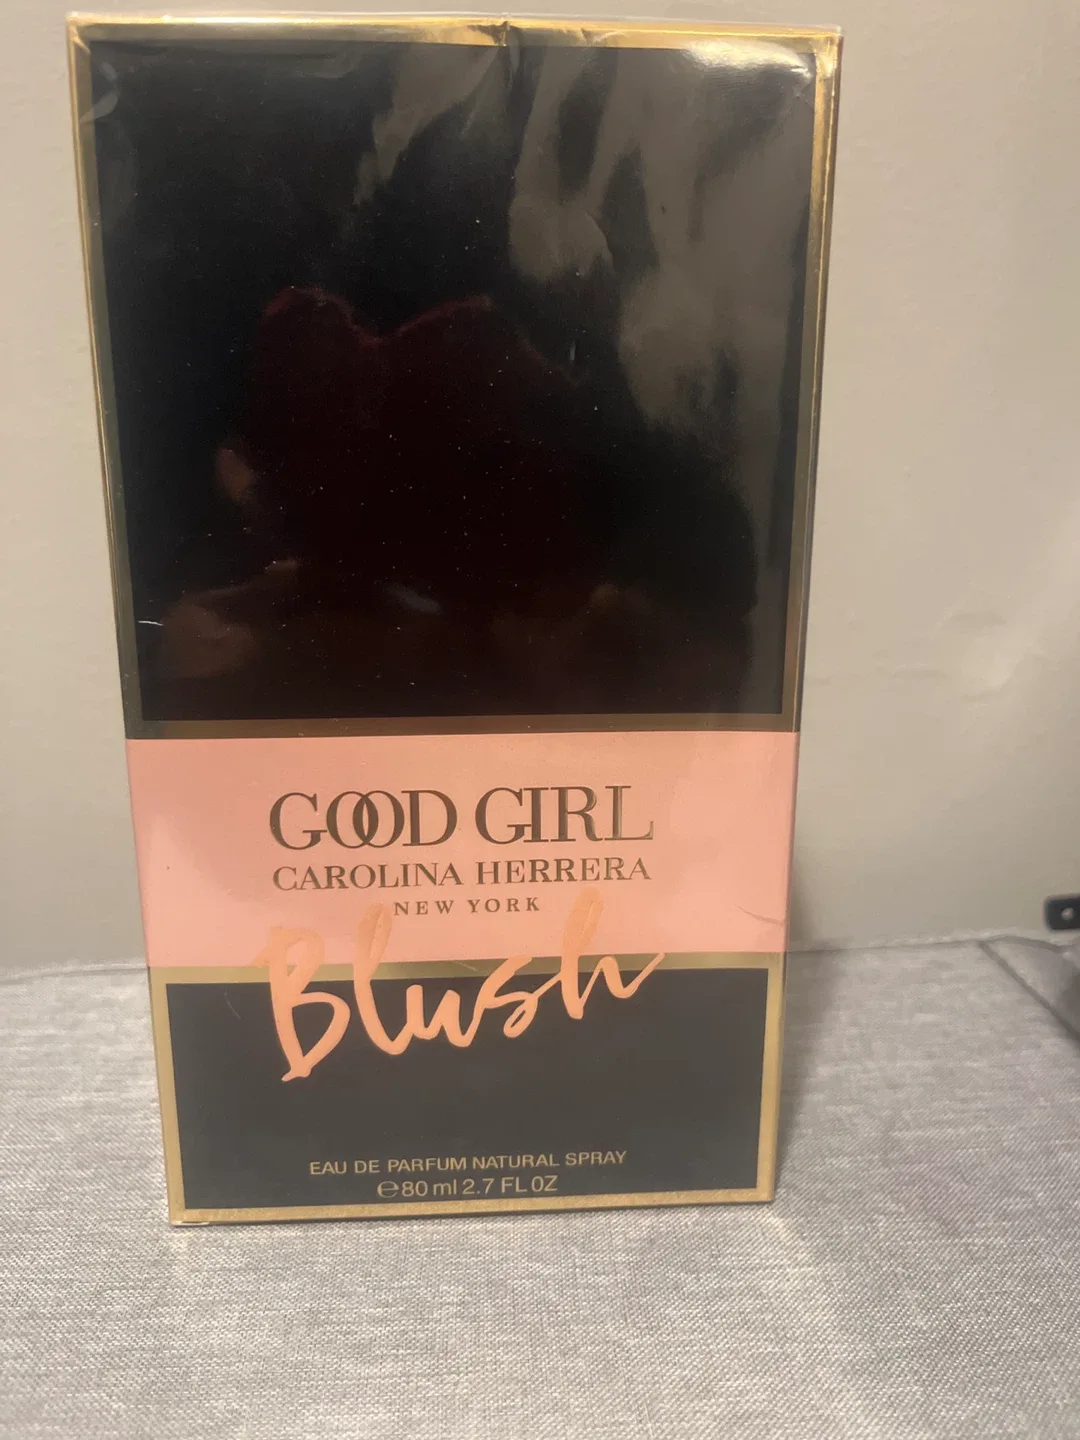 GOOD GIRL
CAROLINA HERRERA
NEW YORK
Blush
EAU DE PARFUM NATURAL SPRAY
℮80 ml 2.7 FL OZ